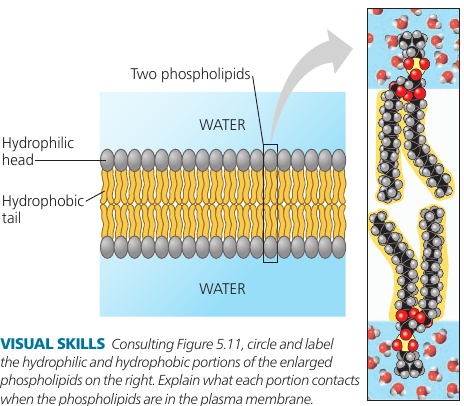 Two phospholipids
WATER
Hydrophilic
head
Hydrophobic
tail
WATER
VISUAL SKILLS Consulting Figure 5.11, circle and label
the hydrophilic and hydrophobic portions of the enlarged
phospholipids on the right. Explain what each portion contacts
when the phospholipids are in the plasma membrane.